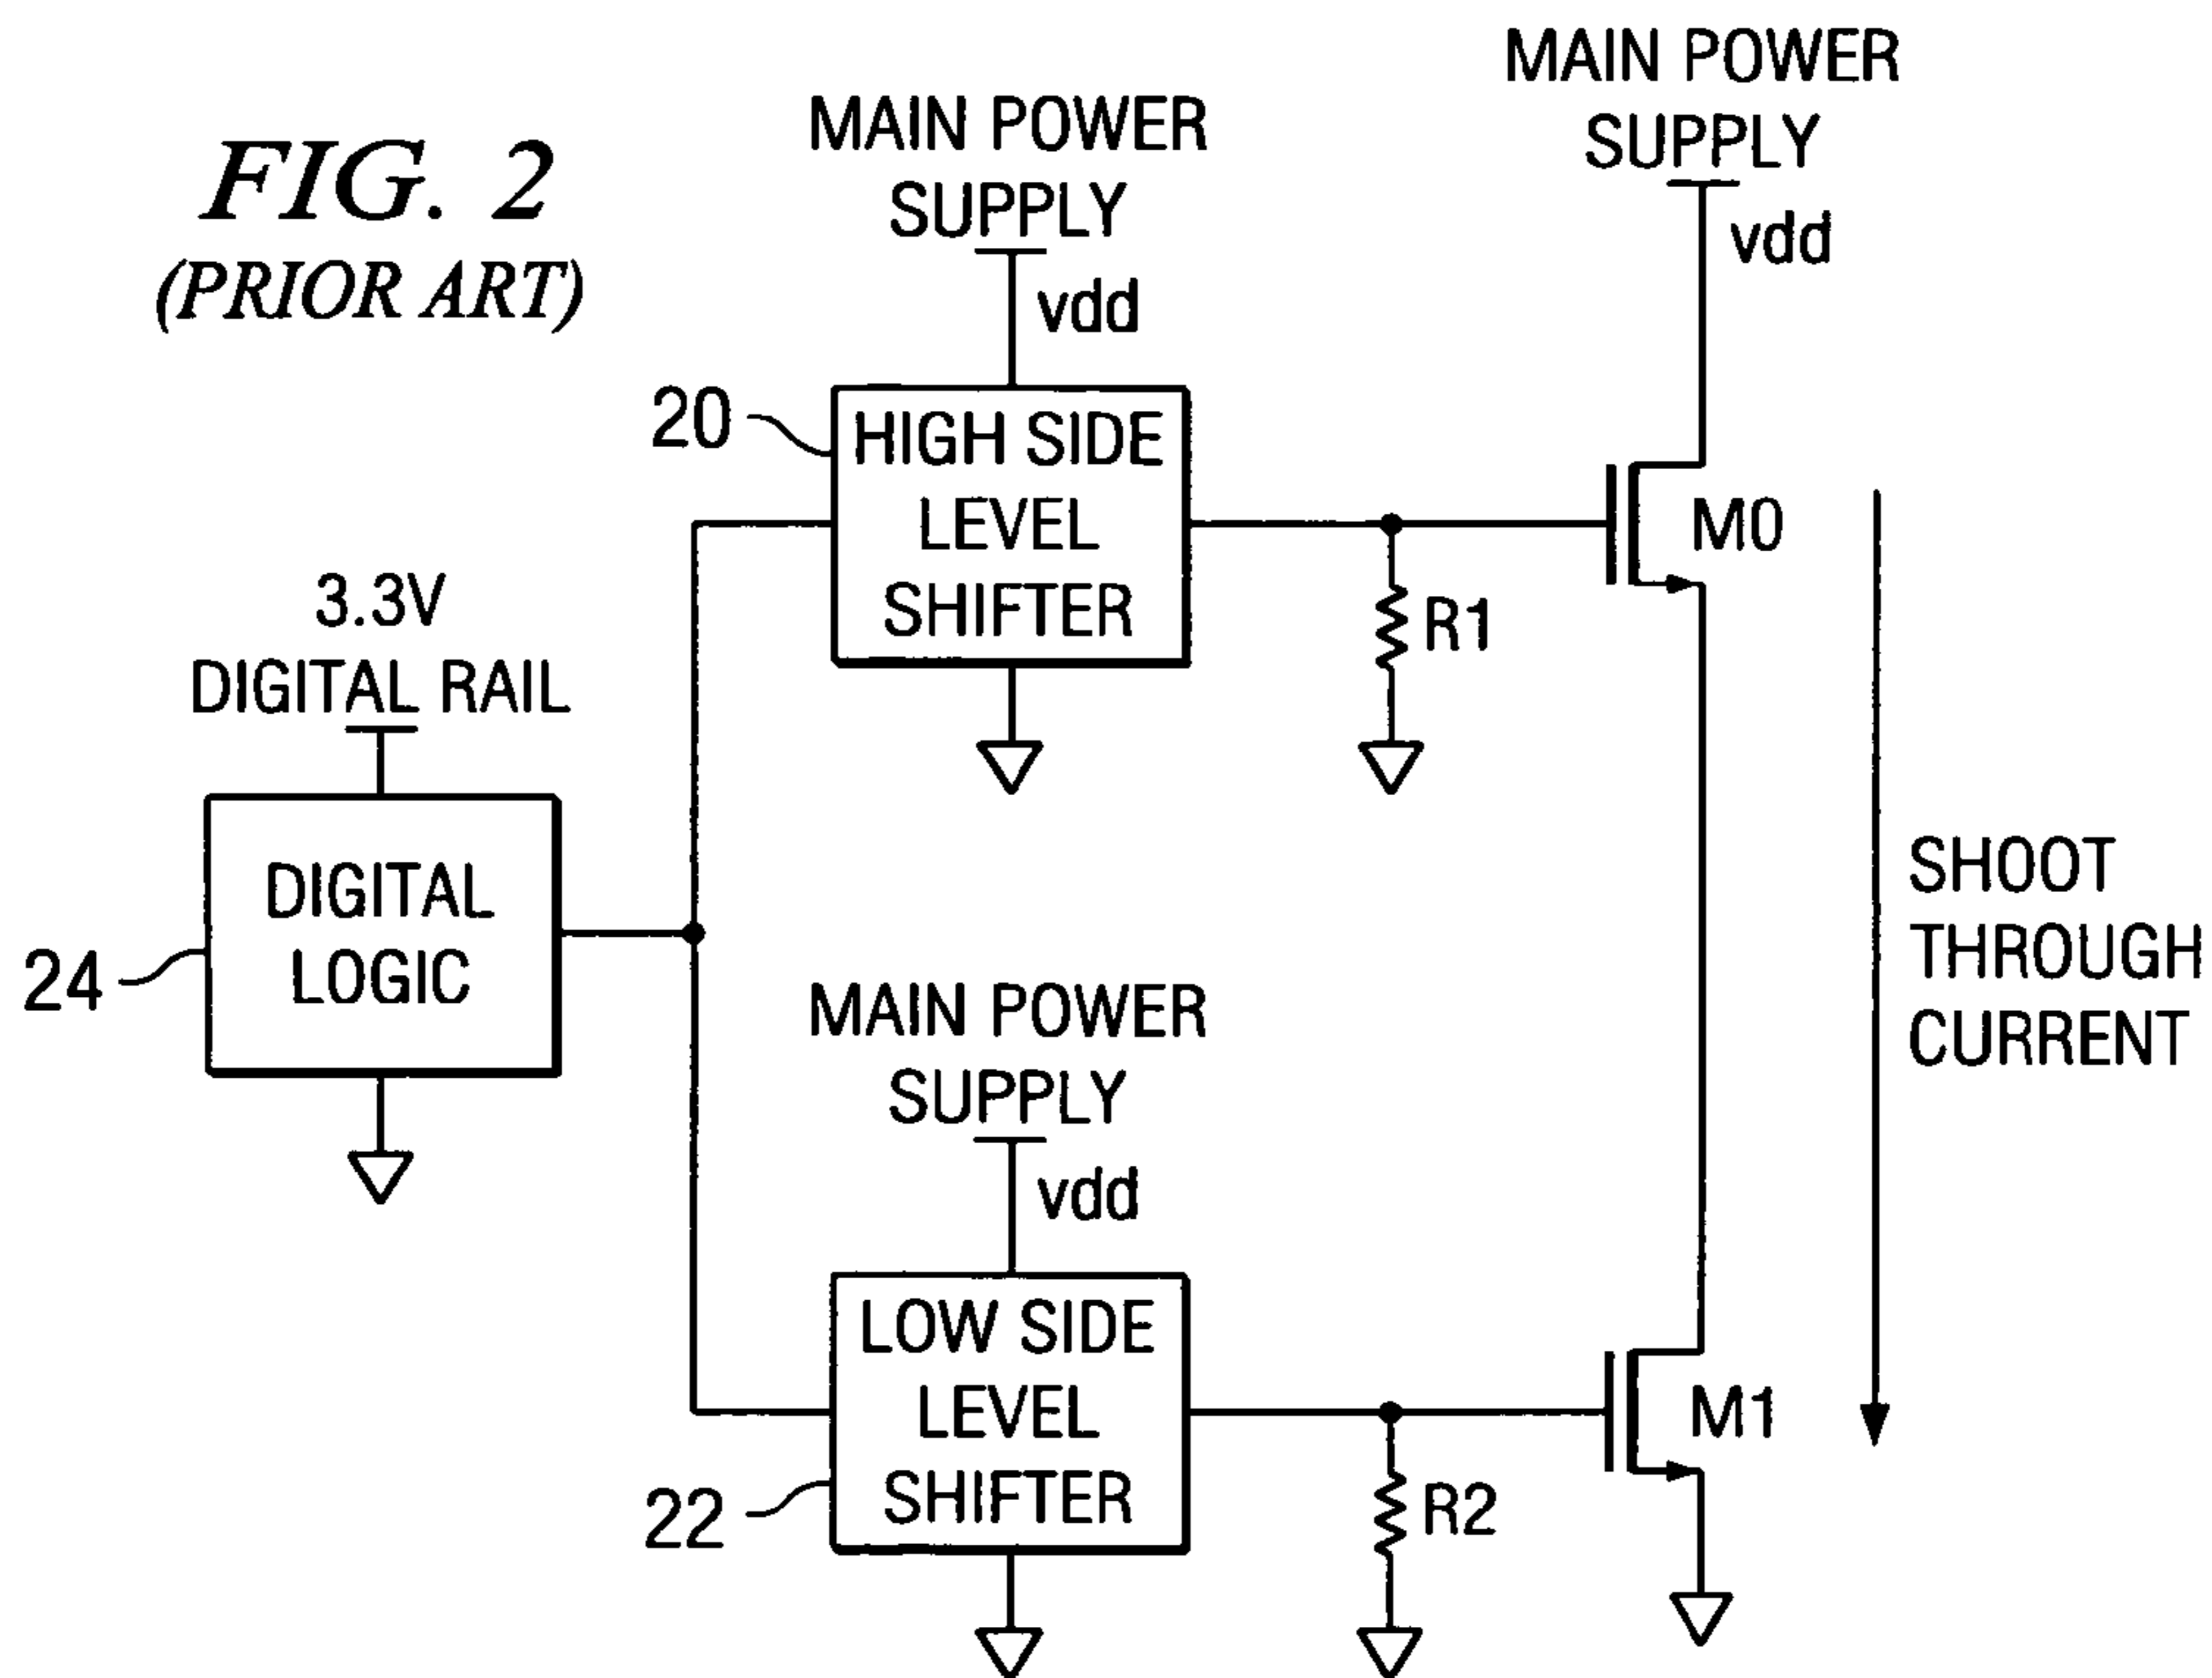 FIG. 2
(PRIOR ART)
MAIN POWER
SUPPLY
vdd
MAIN POWER
SUPPLY
vdd
20
HIGH SIDE
LEVEL
SHIFTER
R1
M0
3.3V
DIGITAL RAIL
24
DIGITAL
LOGIC
SHOOT
THROUGH
CURRENT
MAIN POWER
SUPPLY
vdd
22
LOW SIDE
LEVEL
SHIFTER
R2
M1